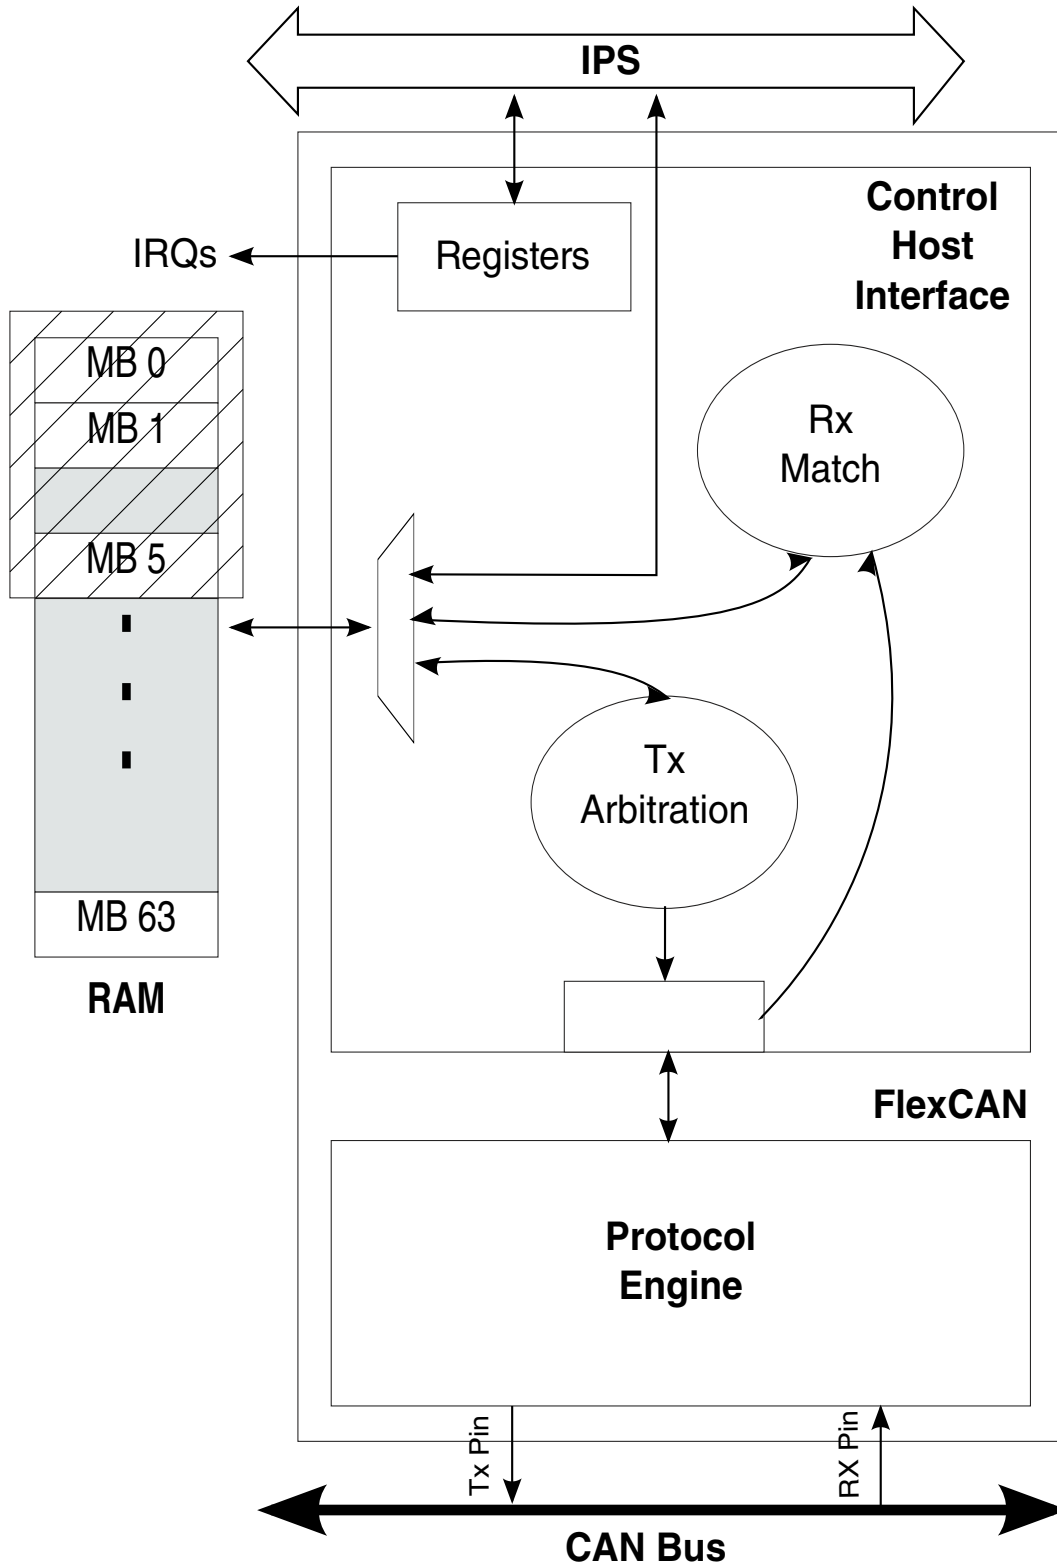 IPS
Control
Host
Interface
IRQs
Registers
MB 0
MB 1
MB 5
MB 63
RAM
Rx
Match
Tx
Arbitration
FlexCAN
Protocol
Engine
Tx Pin
RX Pin
CAN Bus